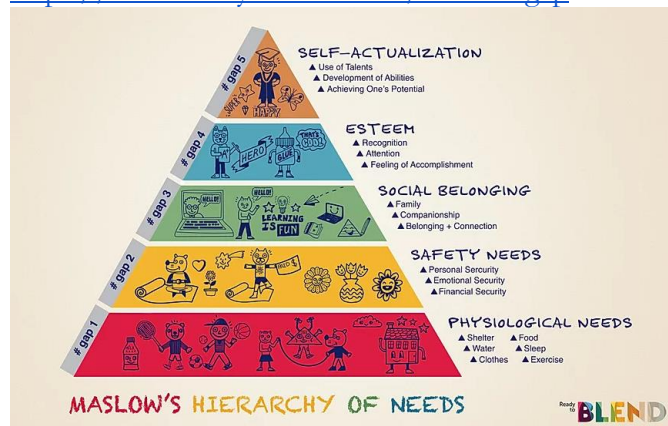 # gap 5
SELF-ACTUALIZATION
▲ Use of Talents
▲ Development of Abilities
▲ Achieving One's Potential
SUPER
HAPPY
# gap 4
ESTEEM
▲ Recognition
▲ Attention
▲ Feeling of Accomplishment
A+
HERO
BLUE
THAT'S COOL!
# gap 3
SOCIAL BELONGING
▲ Family
▲ Companionship
▲ Belonging + Connection
HELLO!
HELLO!
LEARNING
IS FUN
# gap 2
SAFETY NEEDS
▲ Personal Sercurity
▲ Emotional Security
▲ Financial Security
# gap 1
PHYSIOLOGICAL NEEDS
▲ Shelter ▲ Food
▲ Water ▲ Sleep
▲ Clothes ▲ Exercise
MASLOW'S HIERARCHY OF NEEDS
Ready
to BLEND